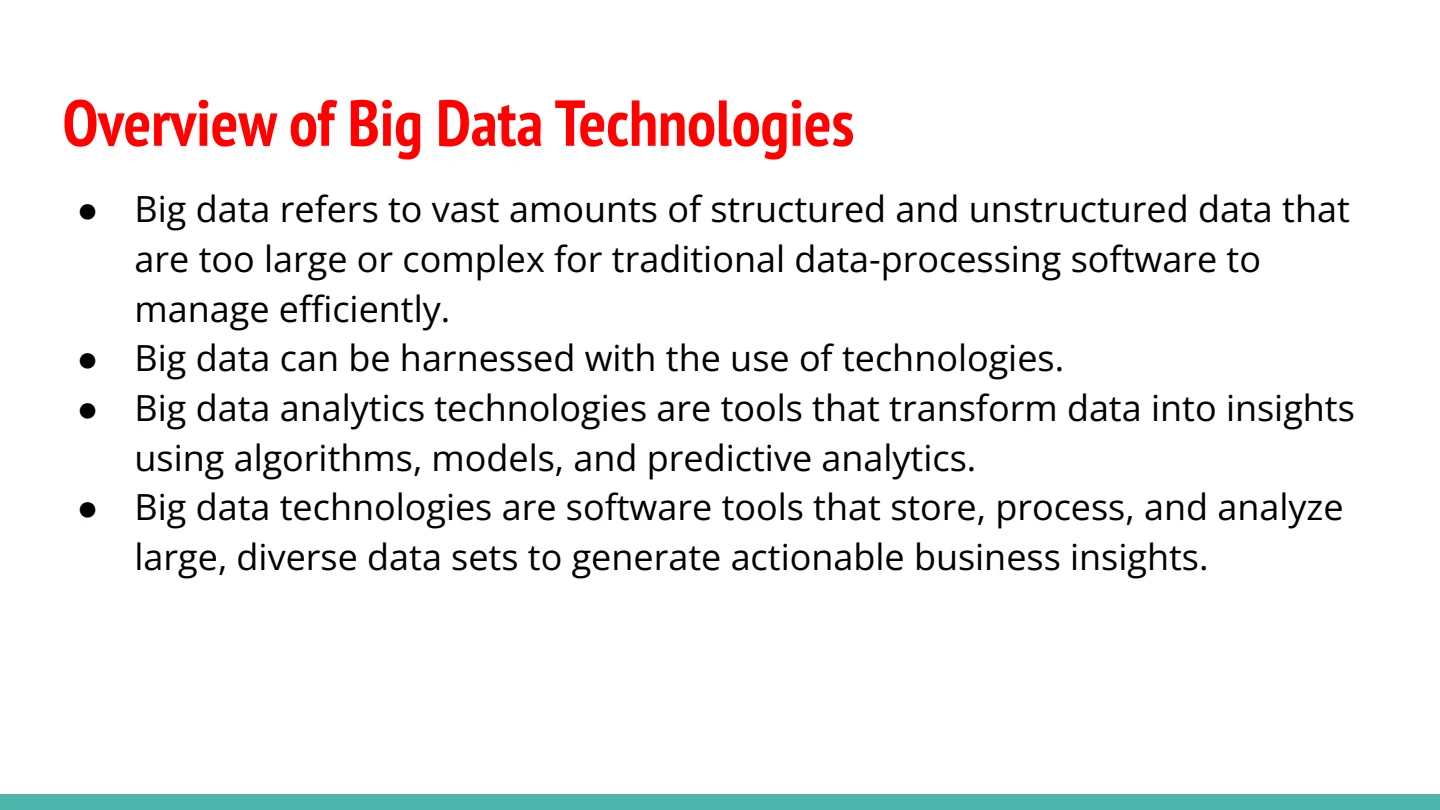 Overview of Big Data Technologies
● Big data refers to vast amounts of structured and unstructured data that
are too large or complex for traditional data-processing software to
manage efficiently.
● Big data can be harnessed with the use of technologies.
● Big data analytics technologies are tools that transform data into insights
using algorithms, models, and predictive analytics.
● Big data technologies are software tools that store, process, and analyze
large, diverse data sets to generate actionable business insights.